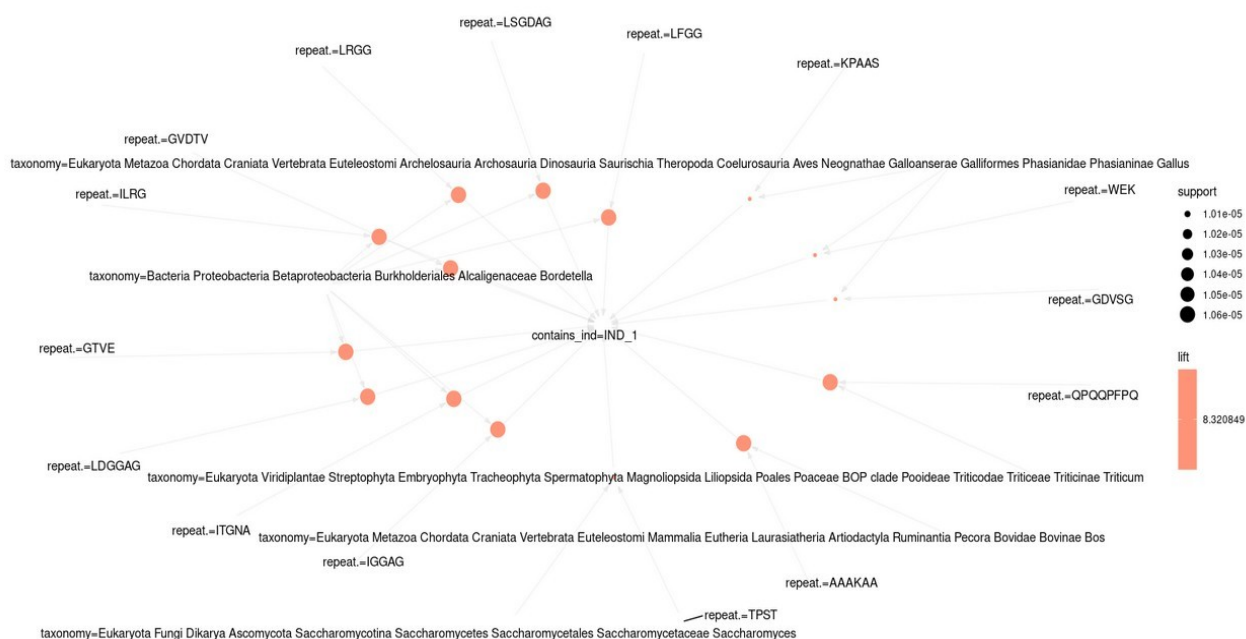 repeat.=LSGDAG
repeat.=LFGG
repeat.=LRGG
repeat.=KPAAS
repeat.=GVDTV
taxonomy=Eukaryota Metazoa Chordata Craniata Vertebrata Euteleostomi Archelosauria Archosauria Dinosauria Saurischia Theropoda Coelurosauria Aves Neognathae Galloanserae Galliformes Phasianidae Phasianinae Gallus
repeat.=ILRG
repeat.=WEK
support
1.01e-05
1.02e-05
1.03e-05
1.04e-05
1.05e-05
1.06e-05
taxonomy=Bacteria Proteobacteria Betaproteobacteria Burkholderiales Alcaligenaceae Bordetella
repeat.=GDVSG
contains_ind=IND_1
repeat.=GTVE
lift
8.320849
repeat.=QPQQPFPQ
repeat.=LDGGAG
taxonomy=Eukaryota Viridiplantae Streptophyta Embryophyta Tracheophyta Spermatophyta Magnoliopsida Liliopsida Poales Poaceae BOP clade Pooideae Triticodae Triticeae Triticinae Triticum
repeat.=ITGNA
taxonomy=Eukaryota Metazoa Chordata Craniata Vertebrata Euteleostomi Mammalia Eutheria Laurasiatheria Artiodactyla Ruminantia Pecora Bovidae Bovinae Bos
repeat.=IGGAG
repeat.=AAAKAA
repeat.=TPST
taxonomy=Eukaryota Fungi Dikarya Ascomycota Saccharomycotina Saccharomycetes Saccharomycetales Saccharomycetaceae Saccharomyces